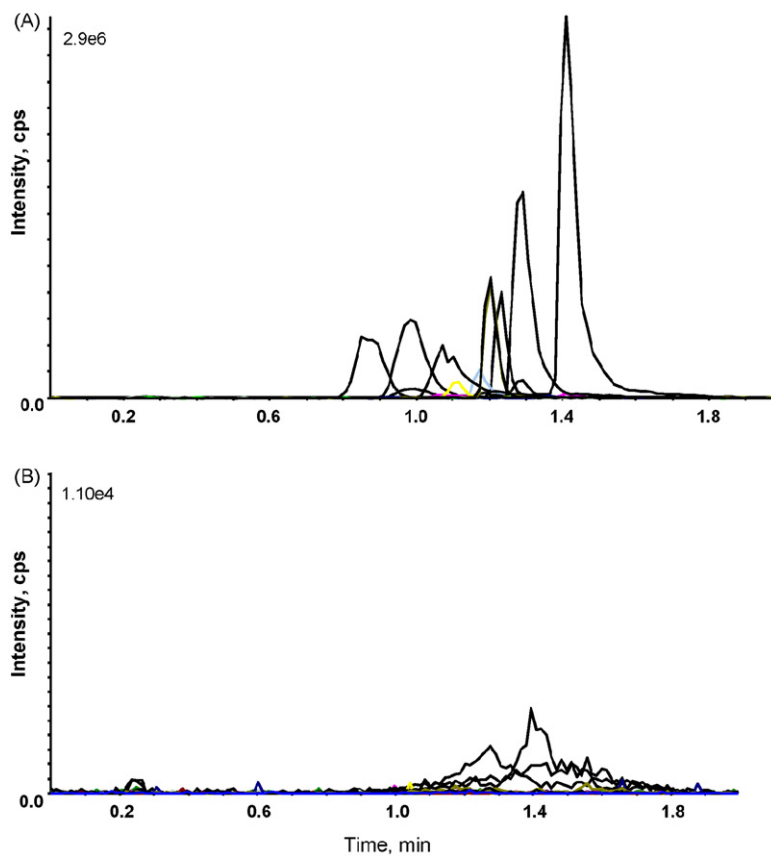 (A)
2.9e6
Intensity, cps
0.0
0.2 0.6 1.0 1.4 1.8
(B)
1.10e4
Intensity, cps
0.0
0.2 0.6 1.0 1.4 1.8
Time, min